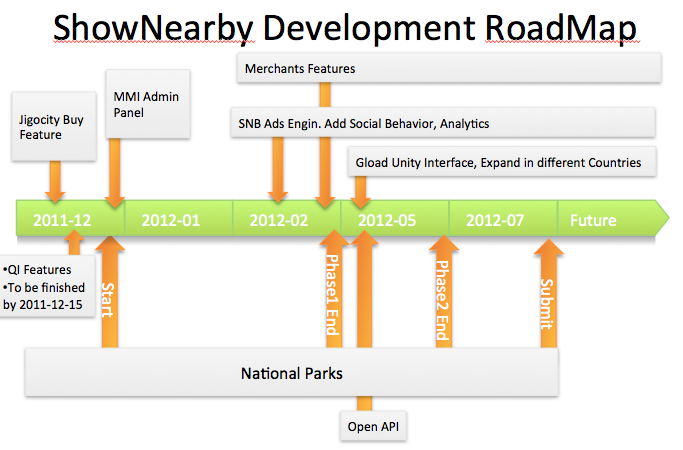 ShowNearby Development RoadMap
Merchants Features
MMI Admin
Panel
Jigocity Buy
Feature
SNB Ads Engin. Add Social Behavior, Analytics
Gload Unity Interface, Expand in different Countries
2011-12
2012-01
2012-02
2012-05
2012-07
Future
•QI Features
•To be finished
by 2011-12-15
Start
Phase1 End
Phase2 End
Submit
National Parks
Open API